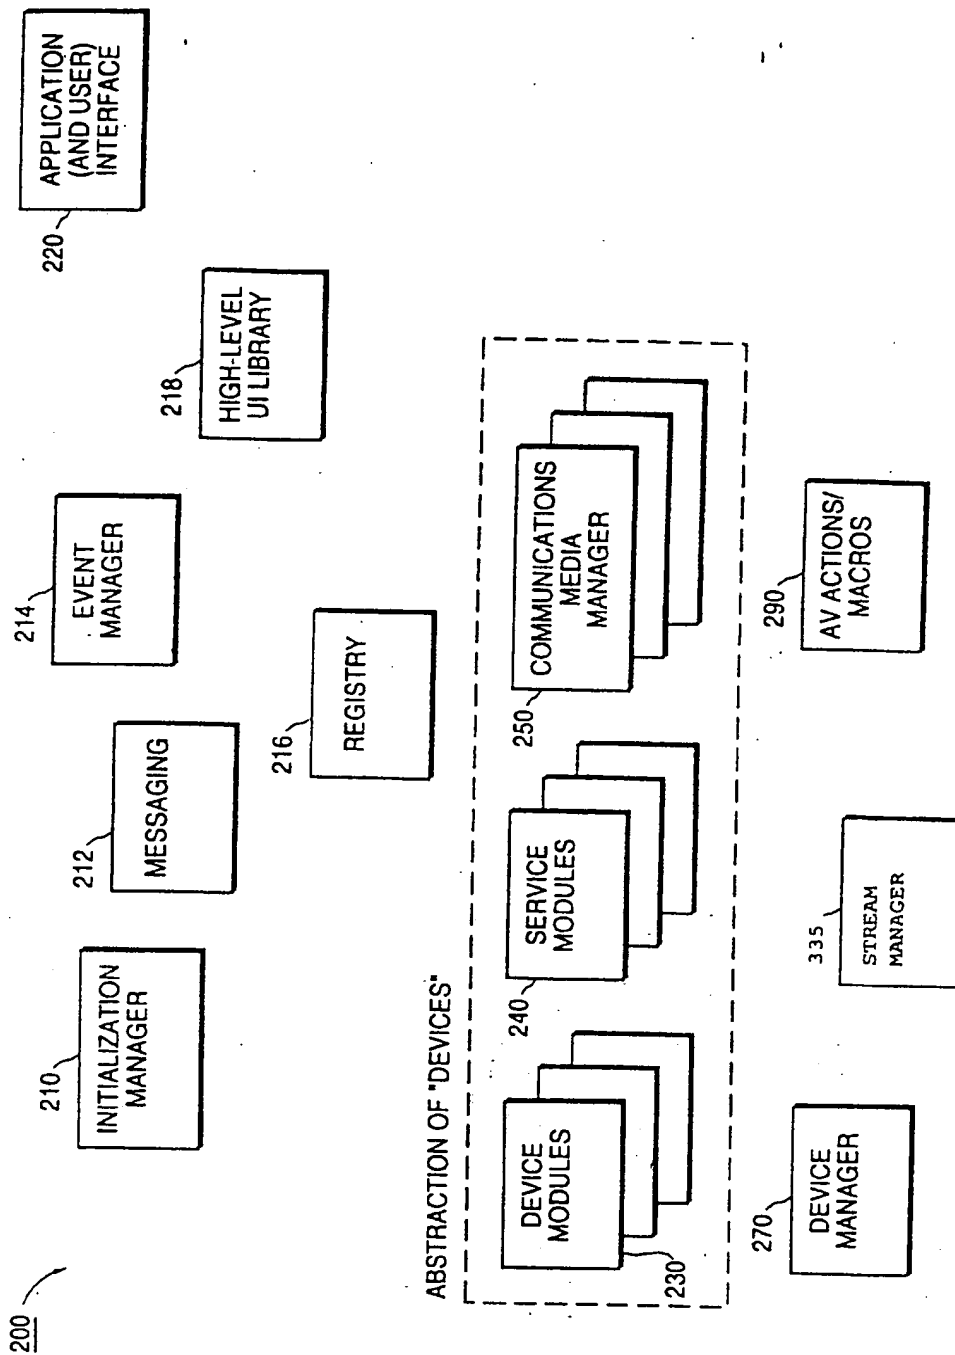 200
210
INITIALIZATION
MANAGER
212
MESSAGING
214
EVENT
MANAGER
216
REGISTRY
218
HIGH-LEVEL
UI LIBRARY
220
APPLICATION
(AND USER)
INTERFACE
ABSTRACTION OF "DEVICES"
DEVICE
MODULES
230
SERVICE
MODULES
240
COMMUNICATIONS
MEDIA
MANAGER
250
270
DEVICE
MANAGER
335
STREAM
MANAGER
290
AV ACTIONS/
MACROS